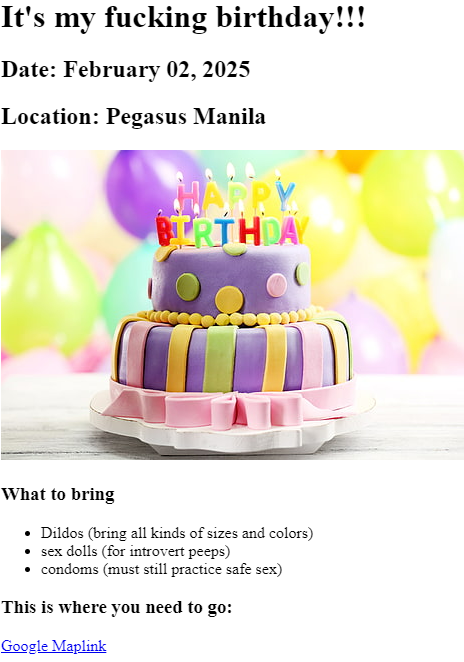 It's my fucking birthday!!!
Date: February 02, 2025
Location: Pegasus Manila
HAPPY
BIRTHDAY
What to bring
Dildos (bring all kinds of sizes and colors)
sex dolls (for introvert peeps)
condoms (must still practice safe sex)
This is where you need to go:
Google Maplink